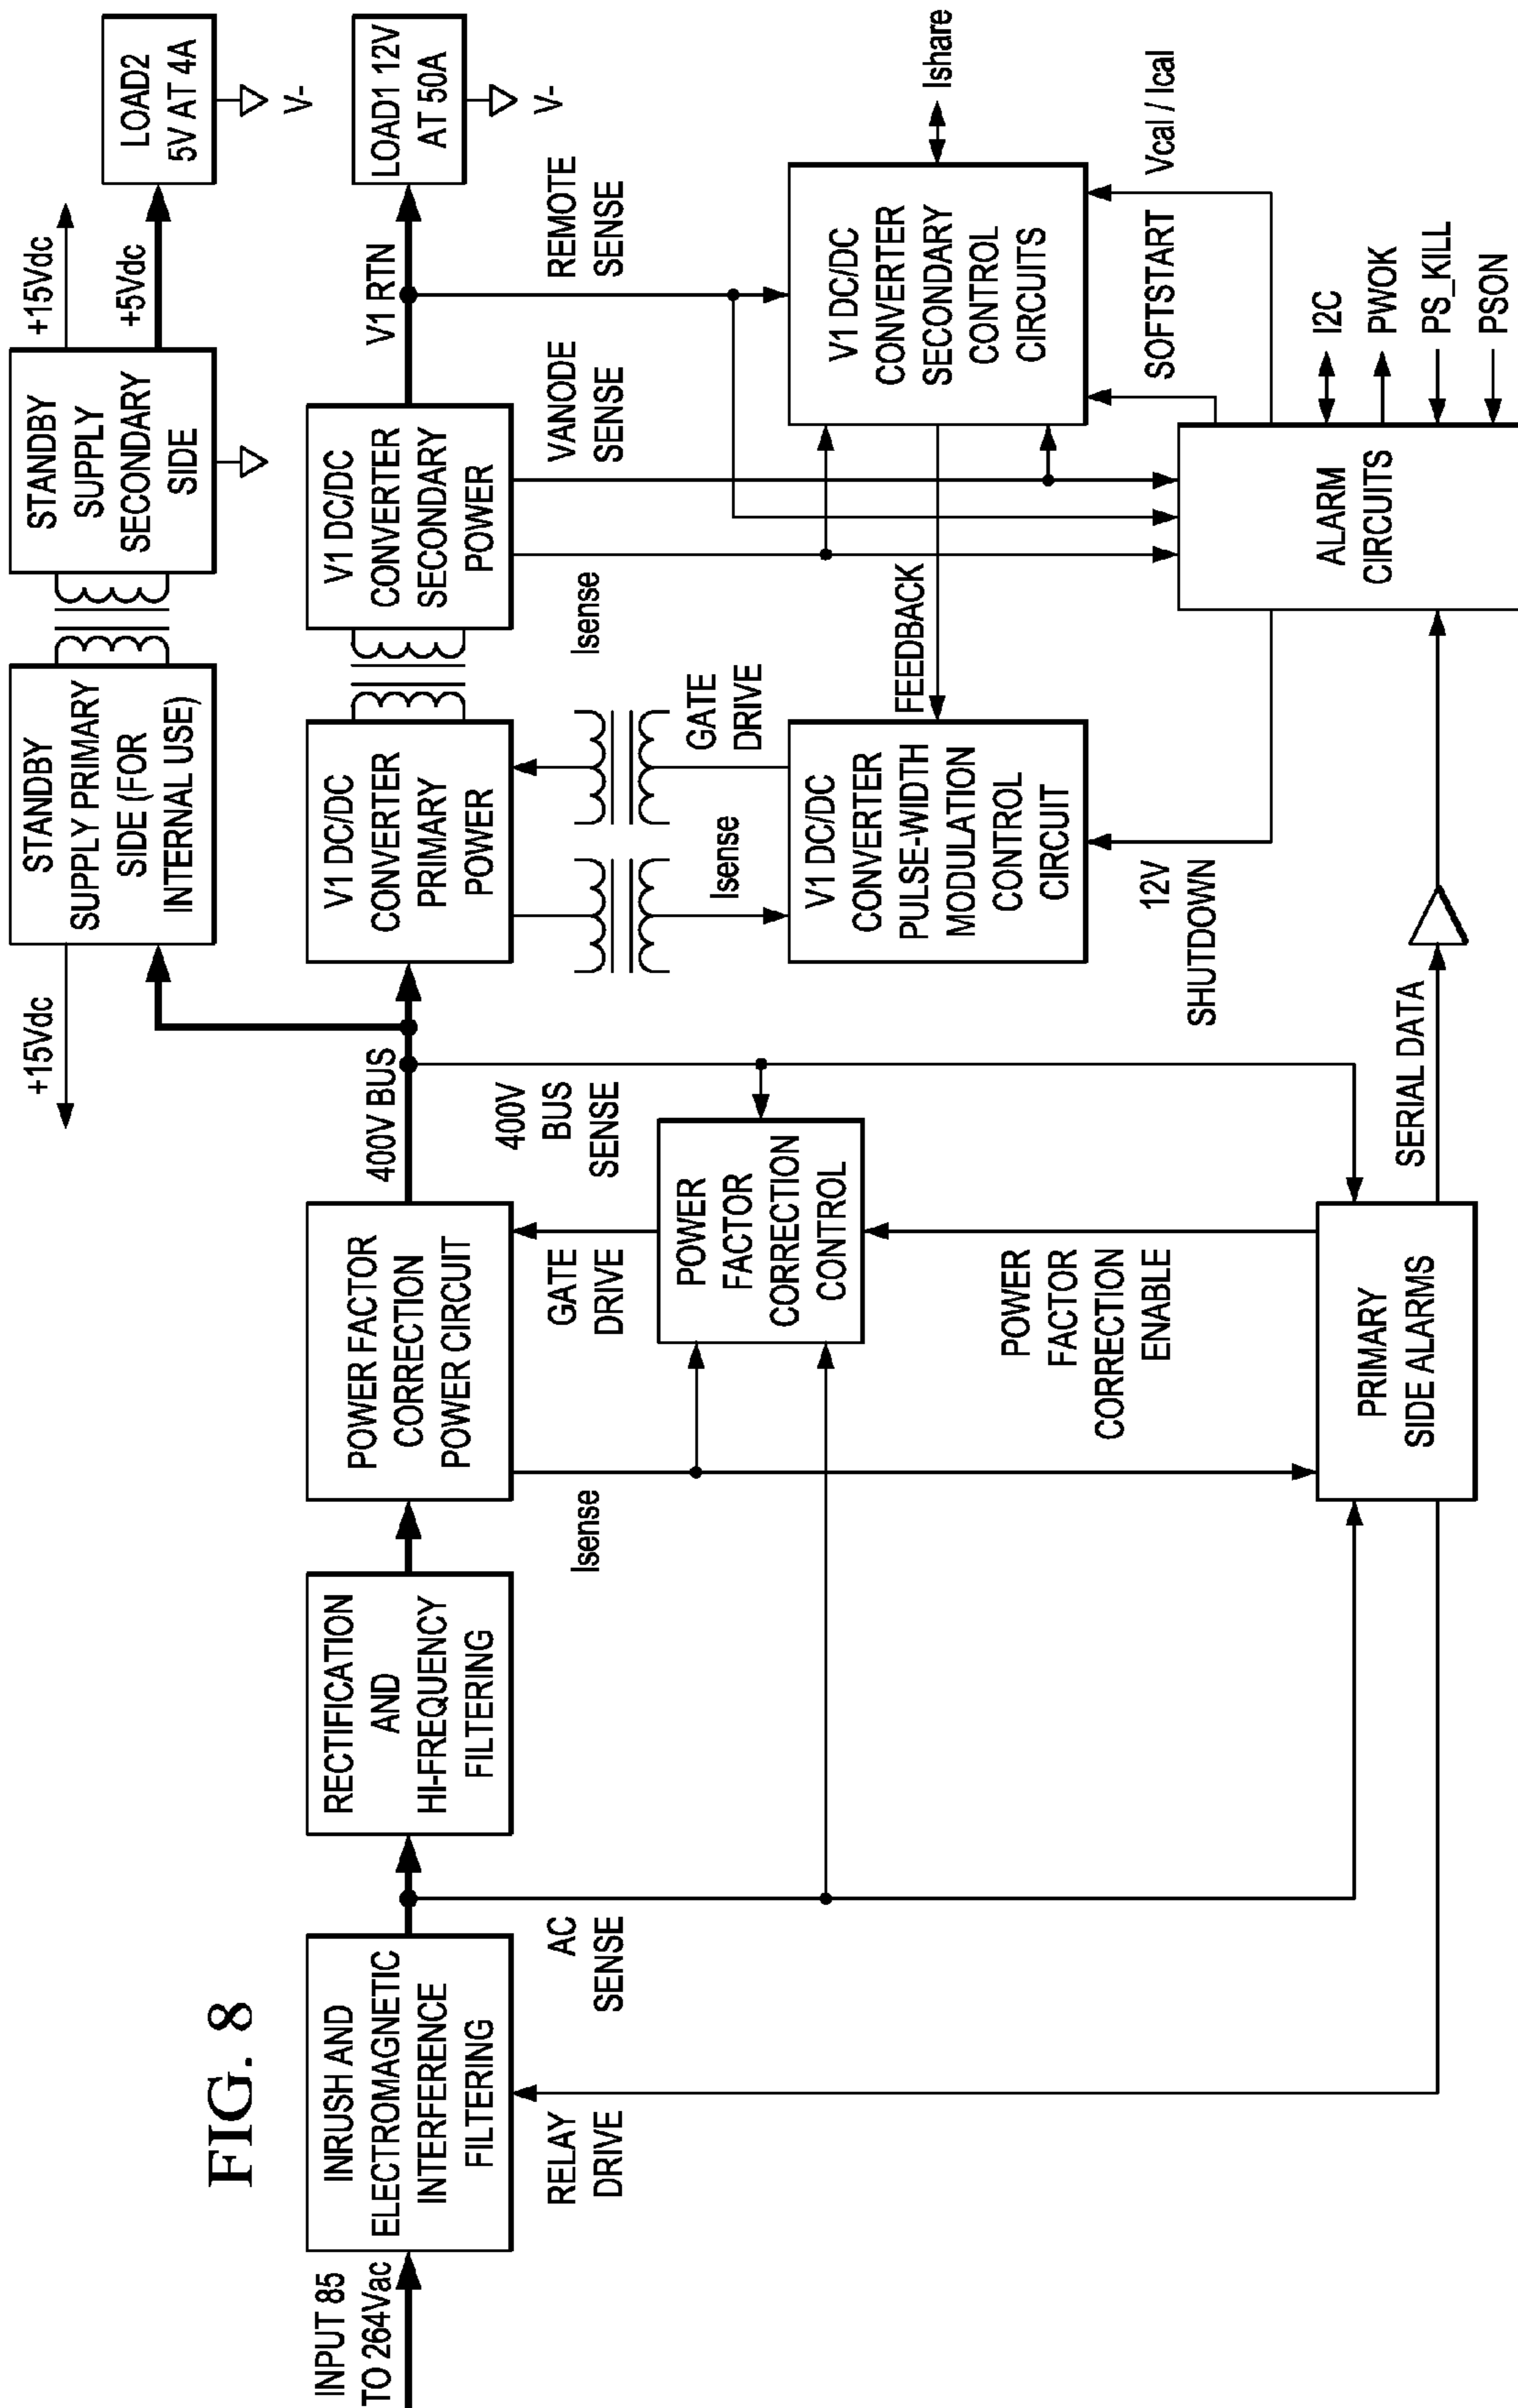 FIG. 8
INPUT 85
TO 264Vac
INRUSH AND
ELECTROMAGNETIC
INTERFERENCE
FILTERING
RELAY
DRIVE
AC
SENSE
RECTIFICATION
AND
HI-FREQUENCY
FILTERING
POWER FACTOR
CORRECTION
POWER CIRCUIT
Isense
GATE
DRIVE
POWER
FACTOR
CORRECTION
CONTROL
POWER
FACTOR
CORRECTION
ENABLE
PRIMARY
SIDE ALARMS
400V BUS
400V
BUS
SENSE
SERIAL DATA
+15Vdc
STANDBY
SUPPLY PRIMARY
SIDE (FOR
INTERNAL USE)
STANDBY
SUPPLY
SECONDARY
SIDE
+15Vdc
+5Vdc
LOAD2
5V AT 4A
V-
V1 DC/DC
CONVERTER
PRIMARY
POWER
V1 DC/DC
CONVERTER
SECONDARY
POWER
V1 RTN
LOAD1 12V
AT 50A
V-
Isense
GATE
DRIVE
Isense
VANODE
SENSE
REMOTE
SENSE
V1 DC/DC
CONVERTER
PULSE-WIDTH
MODULATION
CONTROL
CIRCUIT
FEEDBACK
V1 DC/DC
CONVERTER
SECONDARY
CONTROL
CIRCUITS
Ishare
12V
SHUTDOWN
SOFTSTART
Vcal / Ical
ALARM
CIRCUITS
I2C
PWOK
PS_KILL
PSON